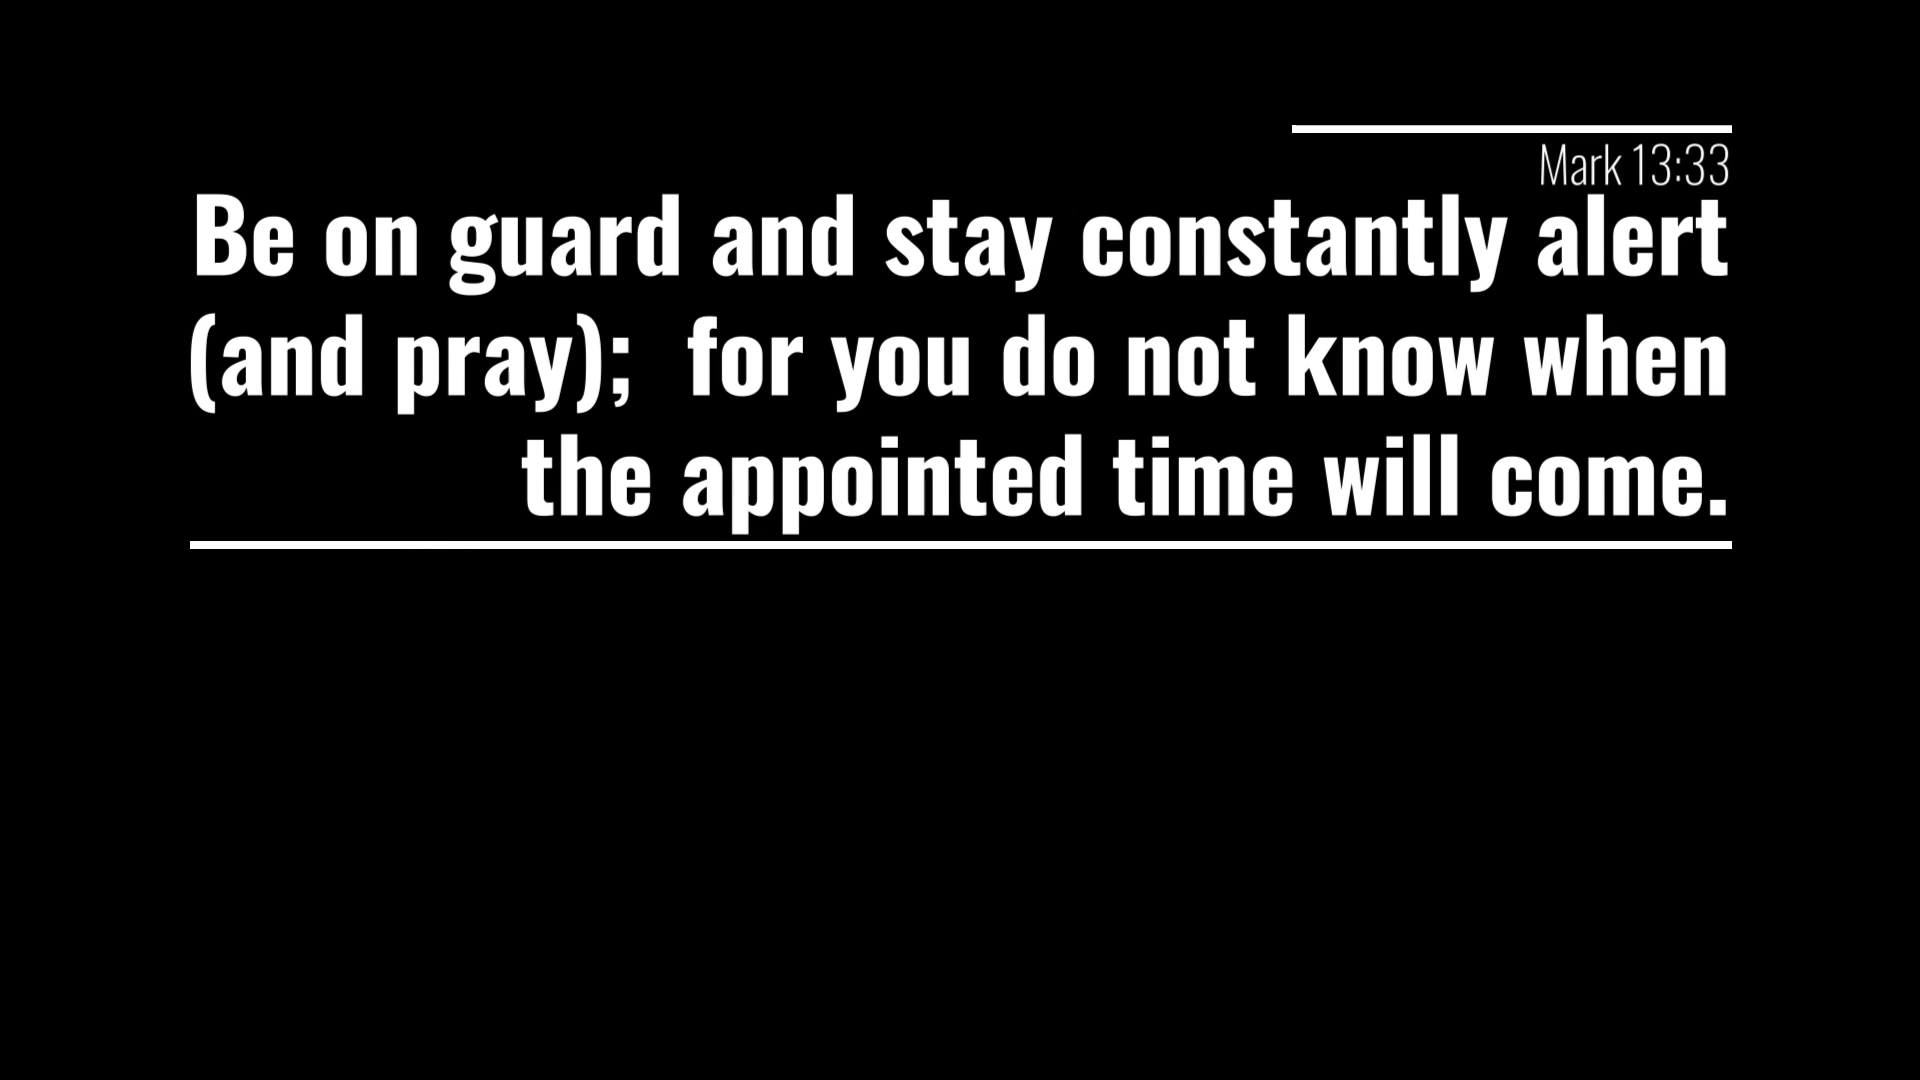 Mark 13:33
Be on guard and stay constantly alert
(and pray);  for you do not know when
the appointed time will come.